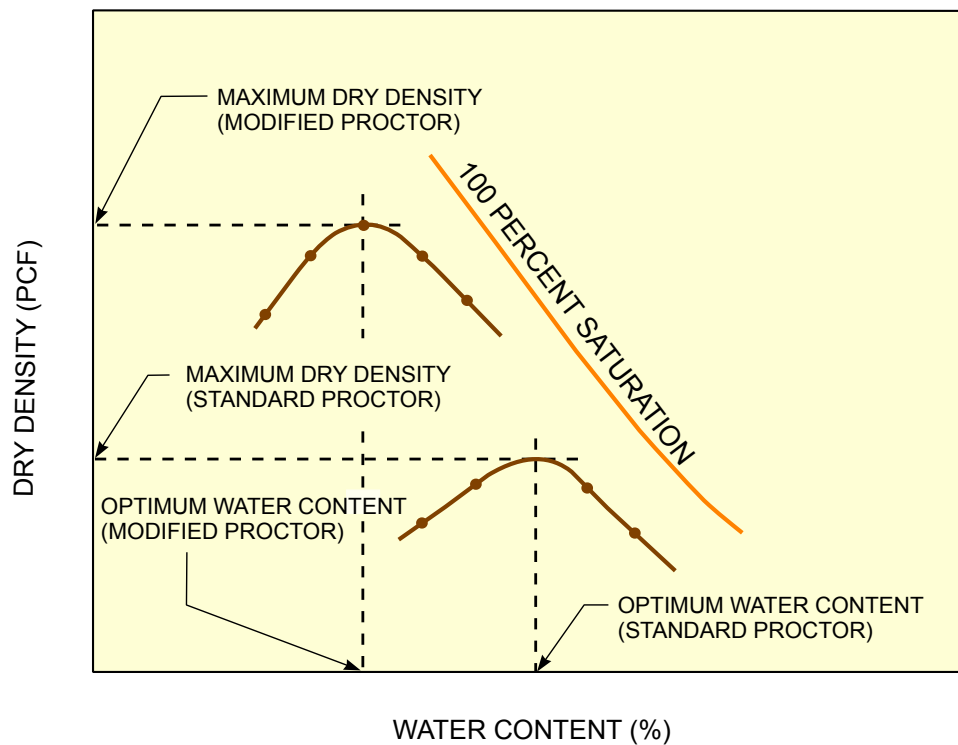 MAXIMUM DRY DENSITY
(MODIFIED PROCTOR)
100 PERCENT SATURATION
DRY DENSITY (PCF)
MAXIMUM DRY DENSITY
(STANDARD PROCTOR)
OPTIMUM WATER CONTENT
(MODIFIED PROCTOR)
OPTIMUM WATER CONTENT
(STANDARD PROCTOR)
WATER CONTENT (%)